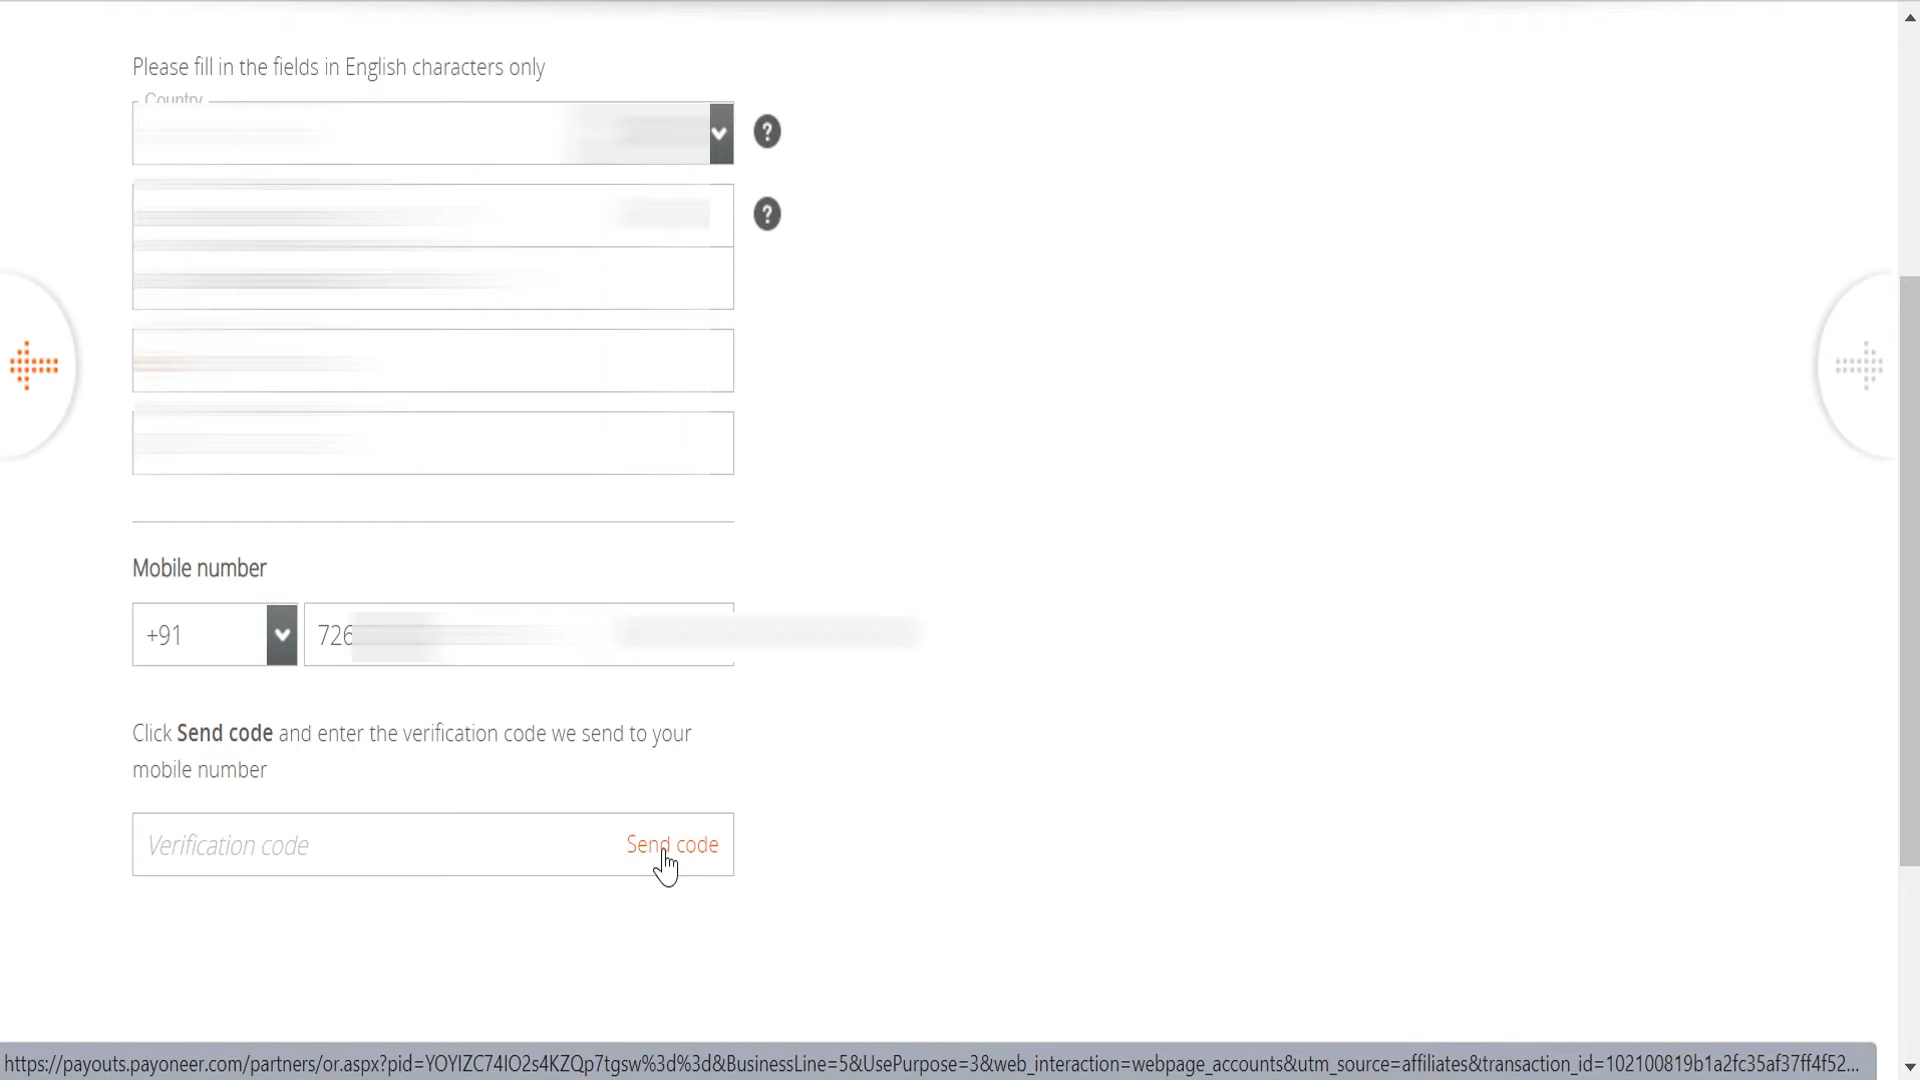 Please fill in the fields in English characters only
Country
?
?
Mobile number
+91
726
Click Send code and enter the verification code we send to your
mobile number
Verification code
Send code
https://payouts.payoneer.com/partners/or.aspx?pid=YOYIZC74IO2s4KZQp7tgsw%3d%3d&BusinessLine=5&UsePurpose=3&web_interaction=webpage_accounts&utm_source=affiliates&transaction_id=102100819b1a2fc35af37ff4f52...